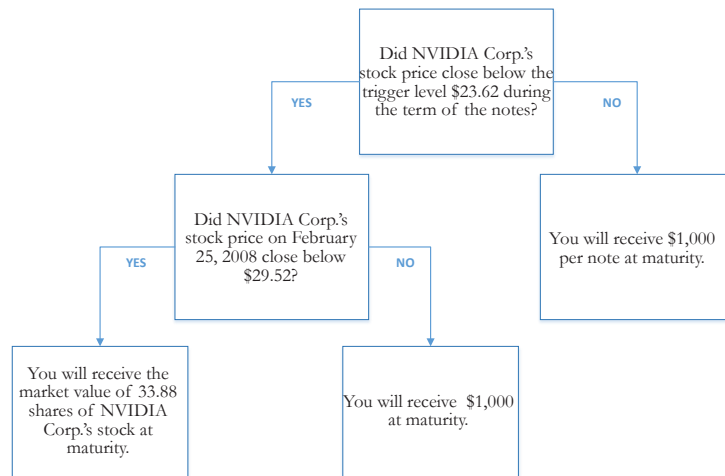 Did NVIDIA Corp.'s
stock price close below the
trigger level $23.62 during
the term of the notes?
YES
NO
Did NVIDIA Corp.'s
stock price on February
25, 2008 close below
$29.52?
You will receive $1,000
per note at maturity.
YES
NO
You will receive the
market value of 33.88
shares of NVIDIA
Corp.'s stock at
maturity.
You will receive $1,000
at maturity.